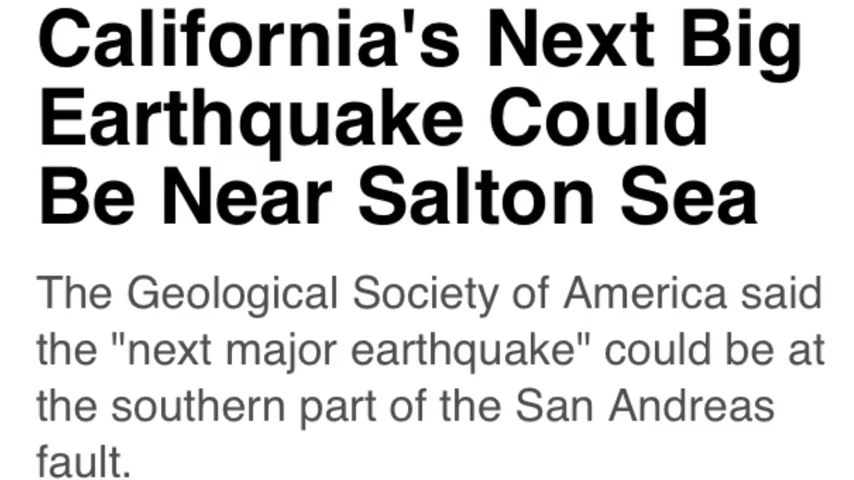 California's Next Big
Earthquake Could
Be Near Salton Sea
The Geological Society of America said
the "next major earthquake" could be at
the southern part of the San Andreas
fault.